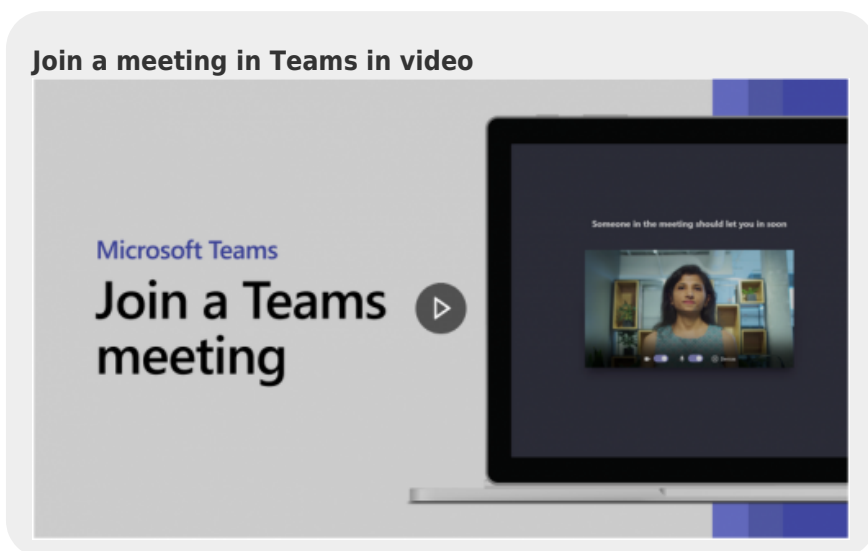 Join a meeting in Teams in video
Microsoft Teams
Join a Teams
meeting
Someone in the meeting should let you in soon
Devices